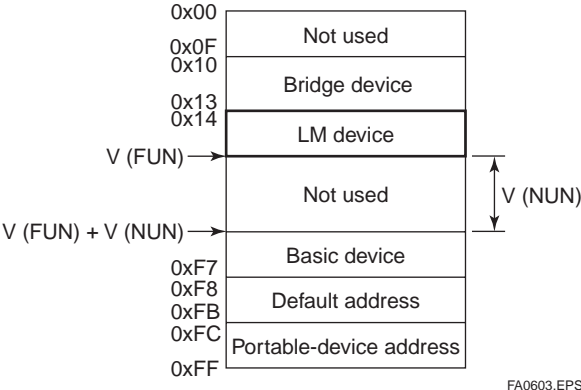 0x00
Not used
0x0F
0x10
Bridge device
0x13
0x14
LM device
V (FUN)
Not used
V (NUN)
V (FUN) + V (NUN)
Basic device
0xF7
0xF8
Default address
0xFB
0xFC
Portable-device address
0xFF
FA0603.EPS